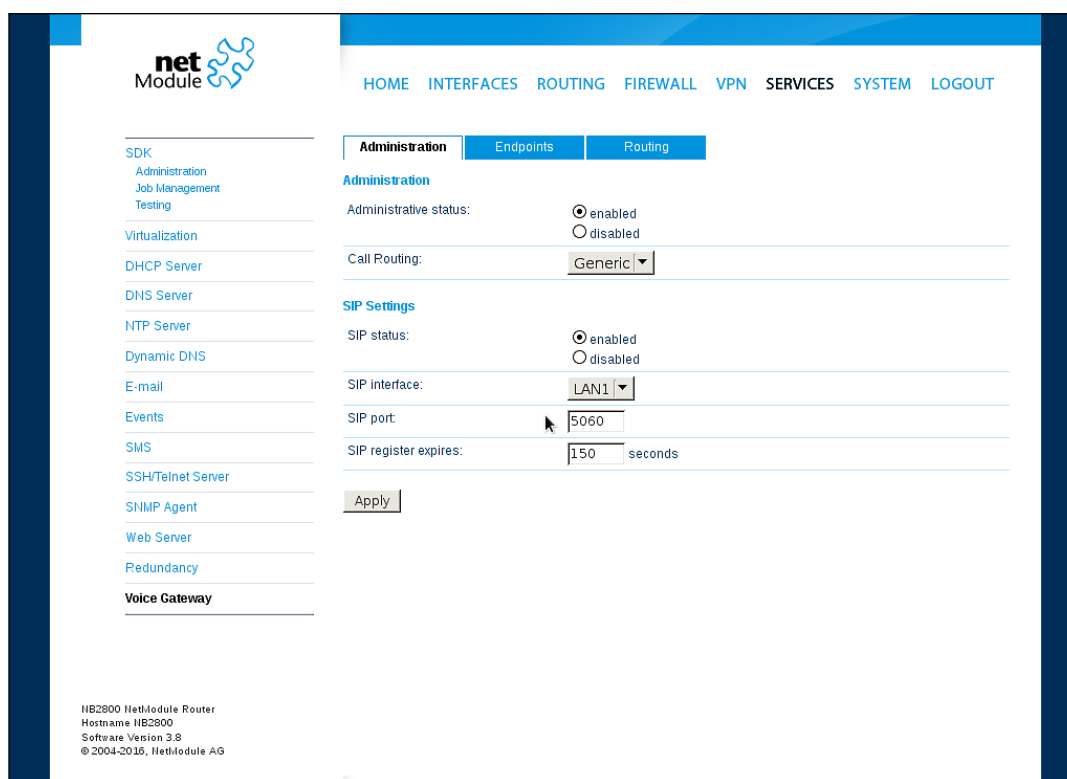 net
Module
HOME INTERFACES ROUTING FIREWALL VPN SERVICES SYSTEM LOGOUT
SDK
Administration
Job Management
Testing
Virtualization
DHCP Server
DNS Server
NTP Server
Dynamic DNS
E-mail
Events
SMS
SSH/Telnet Server
SNMP Agent
Web Server
Redundancy
Voice Gateway
Administration Endpoints Routing
Administration
Administrative status:
enabled
disabled
Call Routing:
Generic
SIP Settings
SIP status:
enabled
disabled
SIP interface:
LAN1
SIP port:
5060
SIP register expires:
150 seconds
Apply
NB2800 NetModule Router
Hostname NB2800
Software Version 3.8
© 2004-2016, NetModule AG